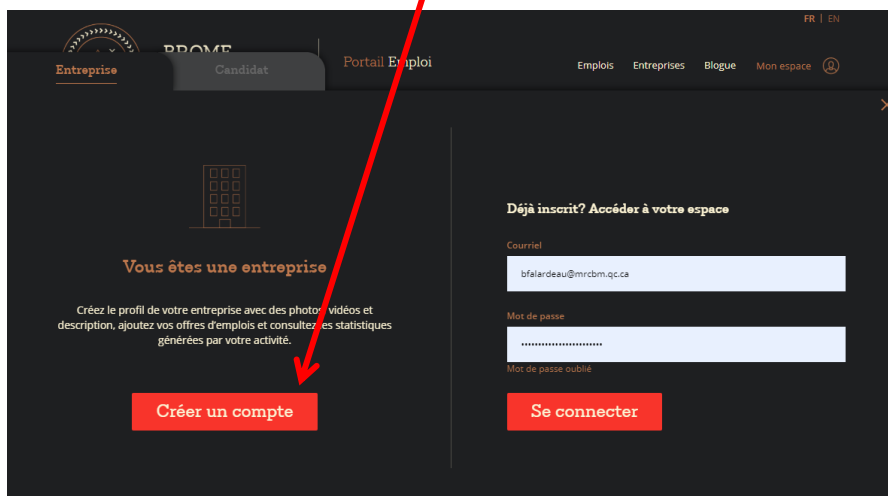 FR | EN
BROME
Entreprise
Candidat
Portail Emploi
Emplois Entreprises Blogue Mon espace
Vous êtes une entreprise
Créez le profil de votre entreprise avec des photos, vidéos et
description, ajoutez vos offres d'emplois et consultez les statistiques
générées par votre activité.
Créer un compte
Déjà inscrit? Accéder à votre espace
Courriel
bfalardeau@mrcbm.qc.ca
Mot de passe
························
Mot de passe oublié
Se connecter